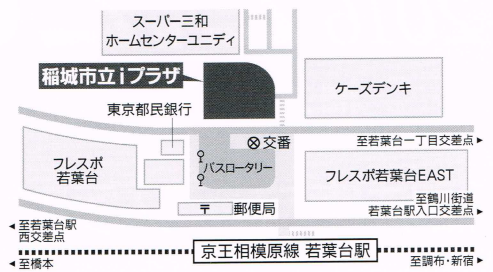 スーパー三和
ホームセンターユニディ
稲城市立iプラザ
ケーズデンキ
東京都民銀行
交番
至若葉台一丁目交差点
フレスポ
若葉台
バスロータリー
フレスポ若葉台EAST
至鶴川街道
若葉台駅入口交差点
〒 郵便局
至若葉台駅
西交差点
京王相模原線 若葉台駅
至橋本
至調布・新宿